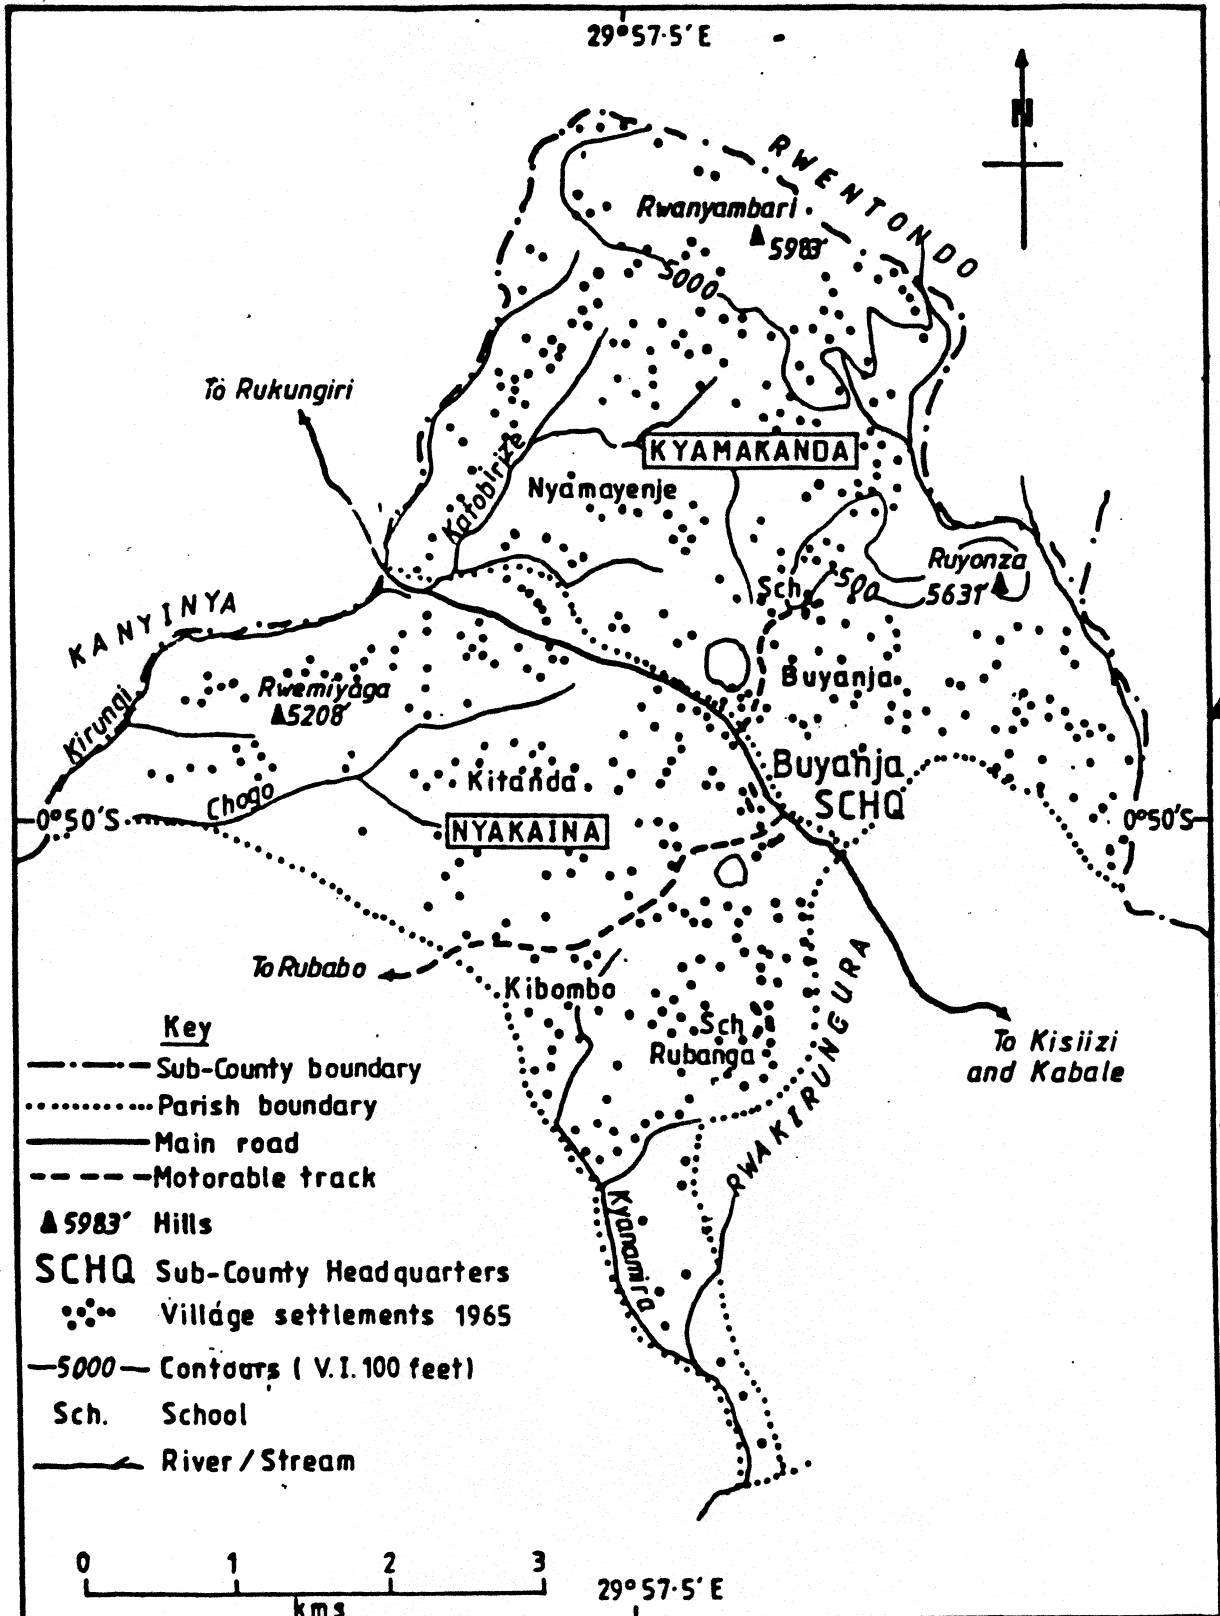 29°57·5′E
N
RWENTONDO
Rwanyambari
5983′
5000
To Rukungiri
Katobirize
KYAMAKANDA
Nyamayenje
Ruyonza
5631′
Sch.
500
KANYINYA
Buyanja
Rwemiyaga
5208′
Kirungi
Buyanja
SCHQ
Kitanda
Chogo
0°50′S
0°50′S
NYAKAINA
To Rubabo
Kibombo
Sch
Rubanga
RWAKIRUNGURA
To Kisiizi
and Kabale
Kyanamira
Key
Sub-County boundary
Parish boundary
Main road
Motorable track
5983′ Hills
SCHQ Sub-County Headquarters
Village settlements 1965
5000 Contours ( V.I. 100 feet)
Sch. School
River/Stream
0 1 2 3
kms
29°57·5′E